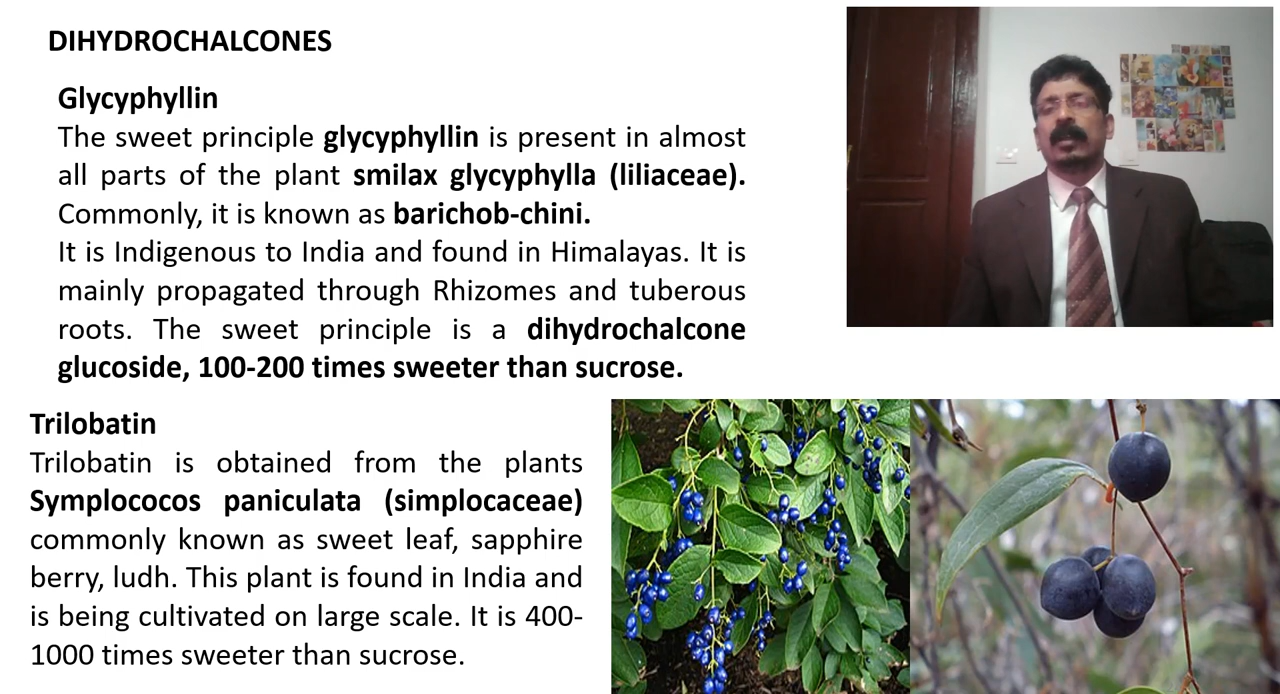 DIHYDROCHALCONES
Glycyphyllin
The sweet principle glycyphyllin is present in almost
all parts of the plant smilax glycyphylla (liliaceae).
Commonly, it is known as barichob-chini.
It is Indigenous to India and found in Himalayas. It is
mainly propagated through Rhizomes and tuberous
roots. The sweet principle is a dihydrochalcone
glucoside, 100-200 times sweeter than sucrose.
Trilobatin
Trilobatin is obtained from the plants
Symplococos paniculata (simplocaceae)
commonly known as sweet leaf, sapphire
berry, ludh. This plant is found in India and
is being cultivated on large scale. It is 400-
1000 times sweeter than sucrose.